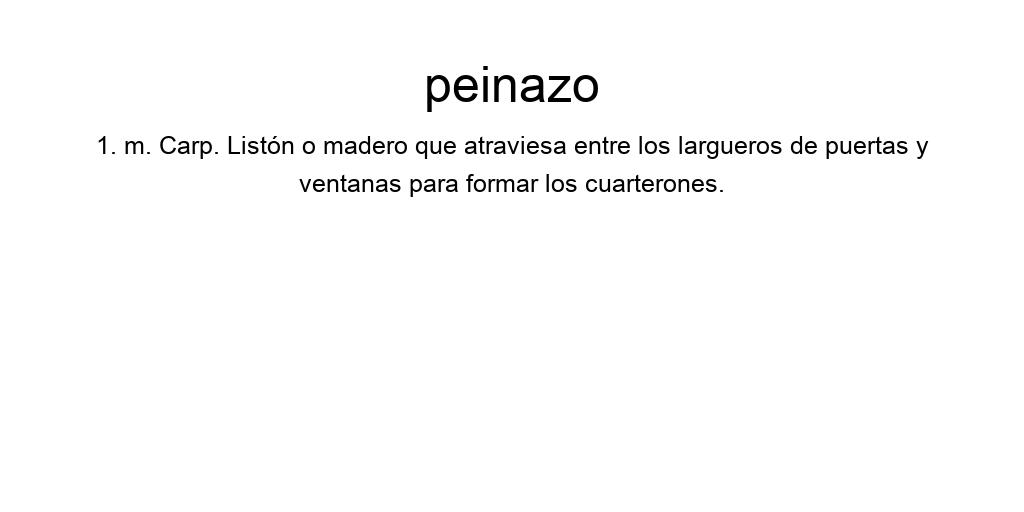 peinazo
1. m. Carp. Listón o madero que atraviesa entre los largueros de puertas y
ventanas para formar los cuarterones.